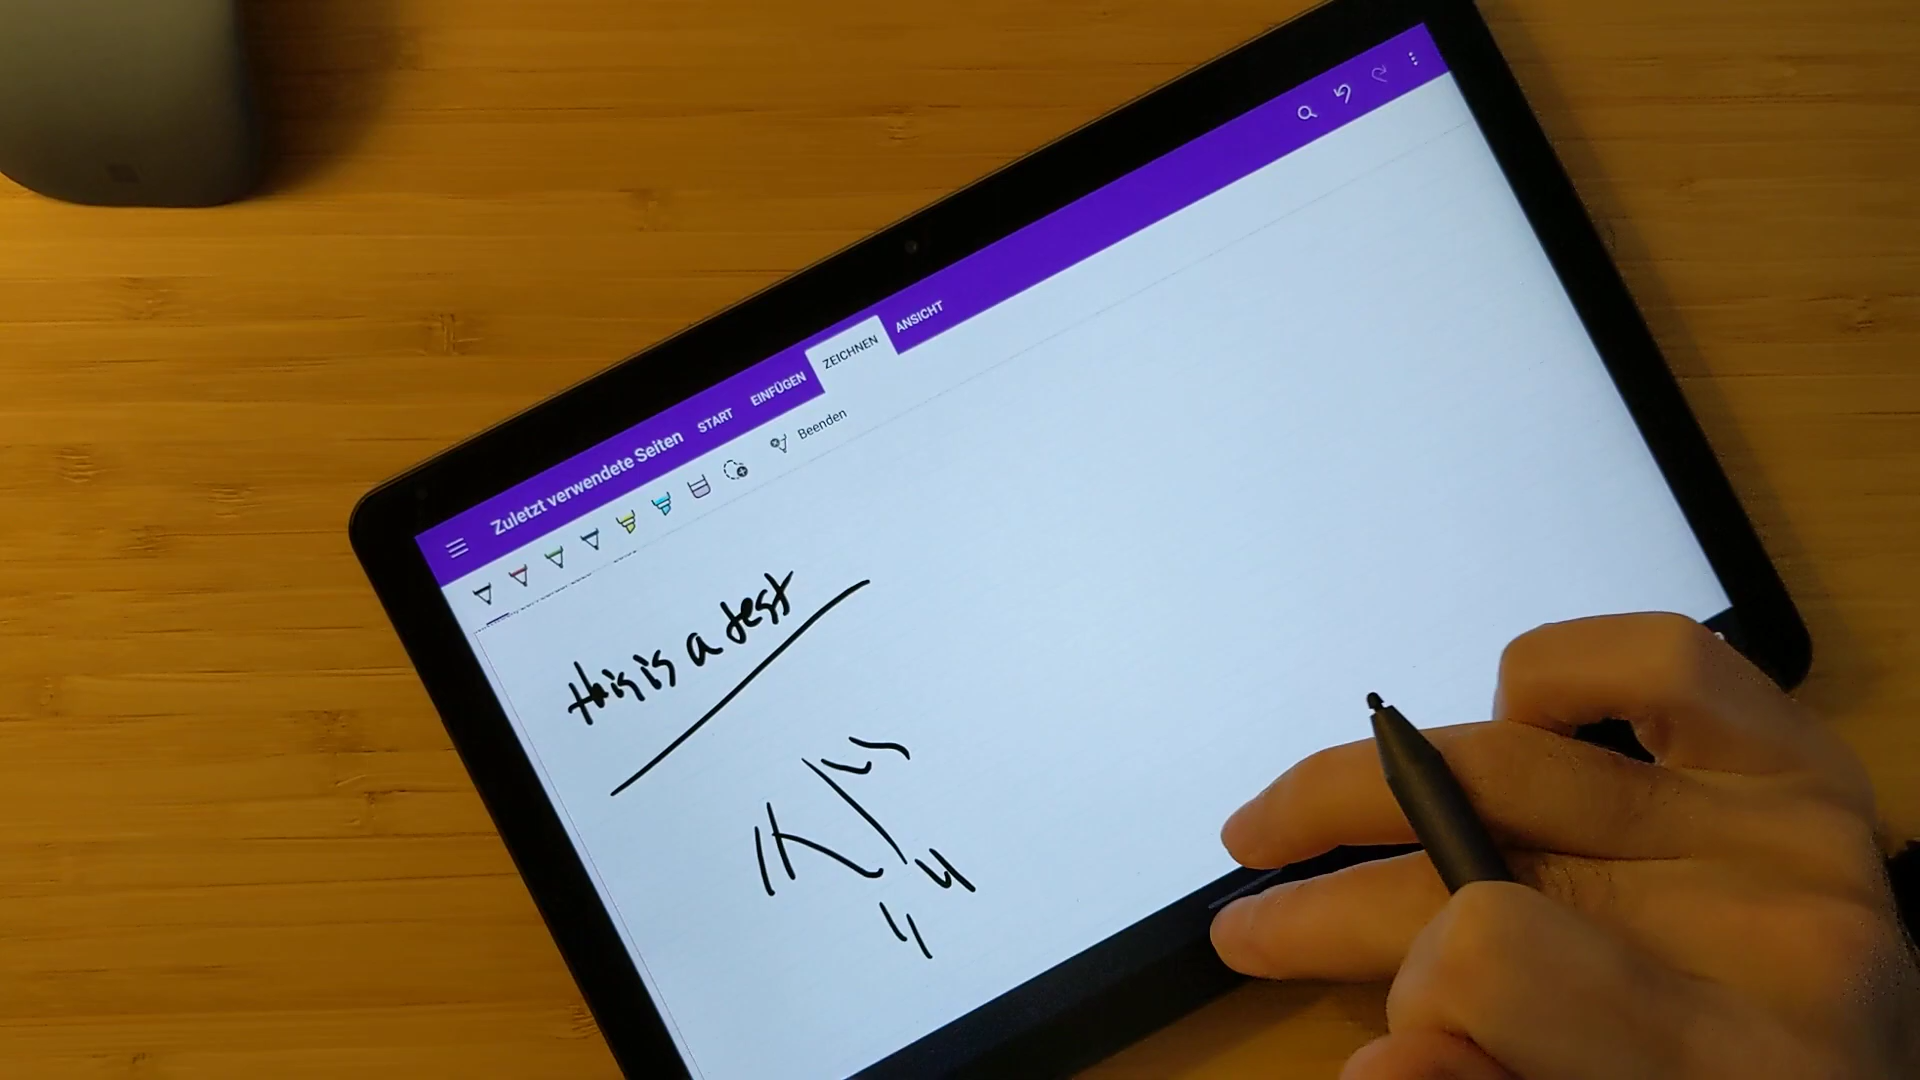 Zuletzt verwendete Seiten START EINFÜGEN ZEICHNEN ANSICHT
Beenden
this is a test